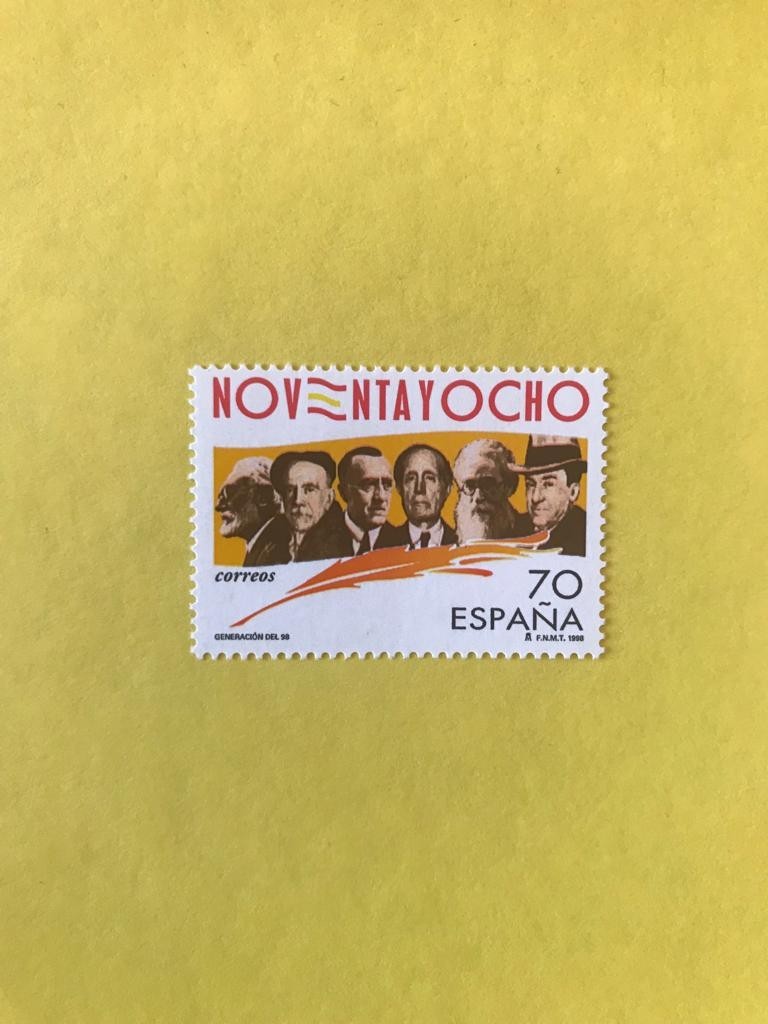 NOVENTAYOCHO
correos
70
ESPAÑA
GENERACIÓN DEL 98
F.N.M.T. 1998